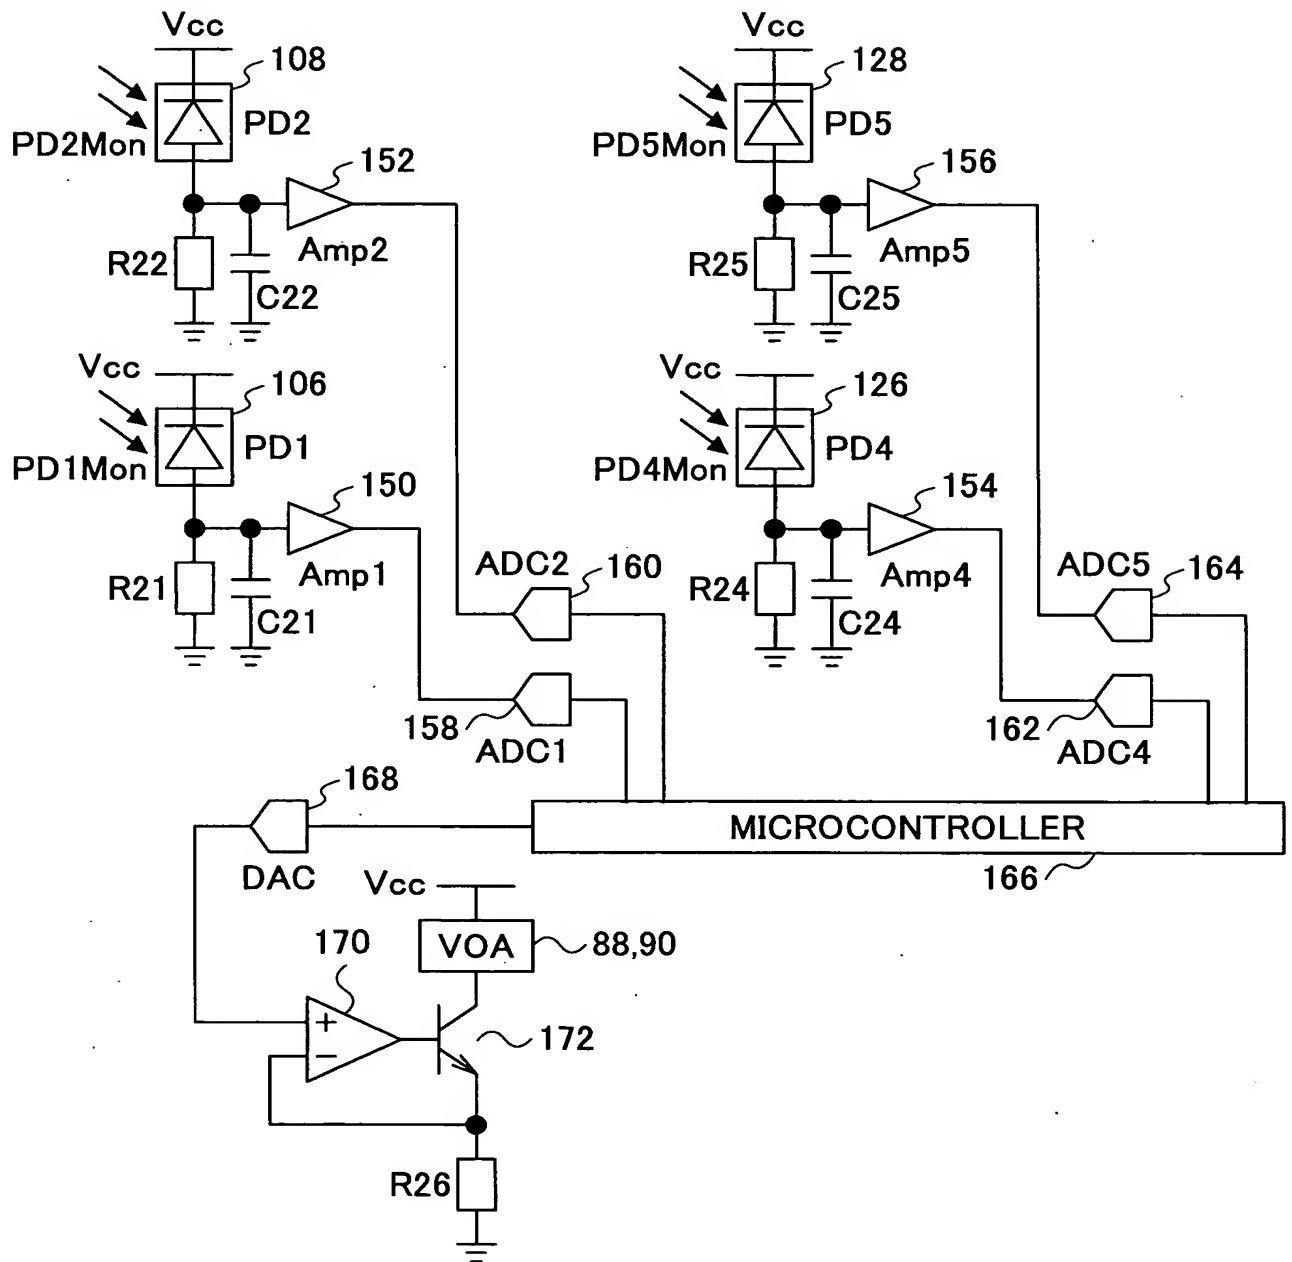 Vcc
108
PD2
PD2Mon
152
Amp2
R22
C22
Vcc
106
PD1
PD1Mon
150
Amp1
R21
C21
ADC2
160
158
ADC1
Vcc
128
PD5
PD5Mon
156
Amp5
R25
C25
Vcc
126
PD4
PD4Mon
154
Amp4
R24
C24
ADC5
164
162
ADC4
168
DAC
MICROCONTROLLER
166
Vcc
VOA
88,90
170
+
−
172
R26